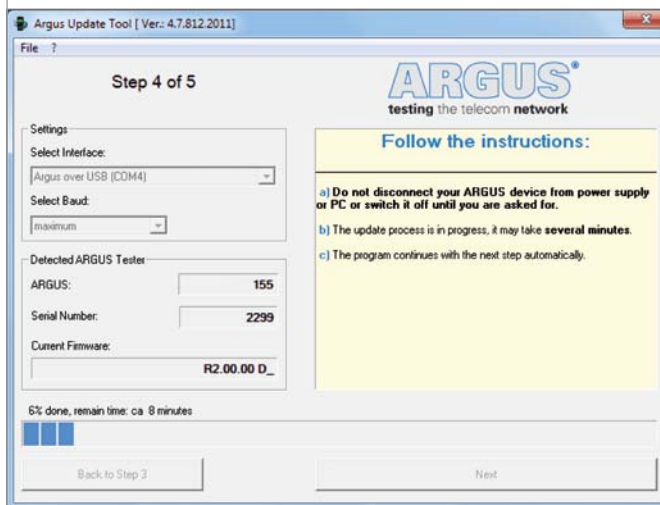 Argus Update Tool [ Ver.: 4.7.812.2011]
File ?
Step 4 of 5
ARGUS®
testing the telecom network
Settings
Select Interface:
Argus over USB (COM4)
Select Baud:
maximum
Detected ARGUS Tester
ARGUS: 155
Serial Number: 2299
Current Firmware:
R2.00.00 D_
Follow the instructions:
a) Do not disconnect your ARGUS device from power supply
or PC or switch it off until you are asked for.
b) The update process is in progress, it may take several minutes.
c) The program continues with the next step automatically.
6% done, remain time: ca 8 minutes
Back to Step 3
Next